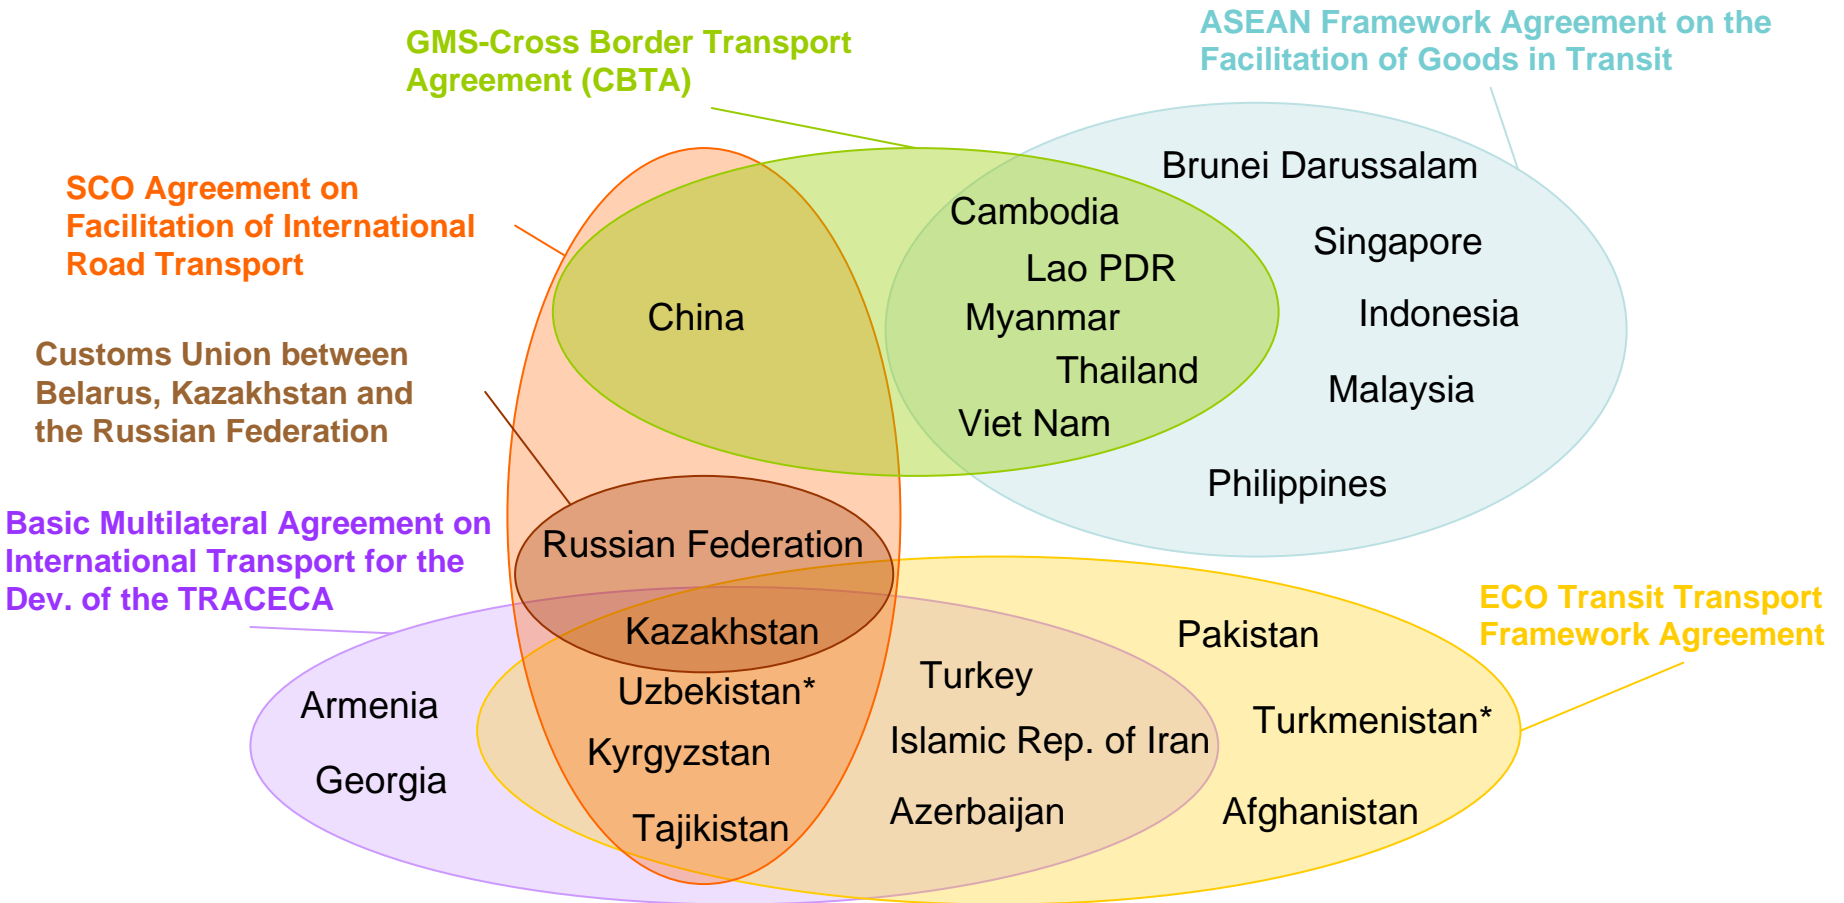 ASEAN Framework Agreement on the
Facilitation of Goods in Transit
GMS-Cross Border Transport
Agreement (CBTA)
SCO Agreement on
Facilitation of International
Road Transport
Customs Union between
Belarus, Kazakhstan and
the Russian Federation
Basic Multilateral Agreement on
International Transport for the
Dev. of the TRACECA
ECO Transit Transport
Framework Agreement
Brunei Darussalam
Singapore
Indonesia
Malaysia
Philippines
Cambodia
Lao PDR
Myanmar
Thailand
Viet Nam
China
Russian Federation
Kazakhstan
Uzbekistan*
Kyrgyzstan
Tajikistan
Armenia
Georgia
Turkey
Islamic Rep. of Iran
Azerbaijan
Pakistan
Turkmenistan*
Afghanistan